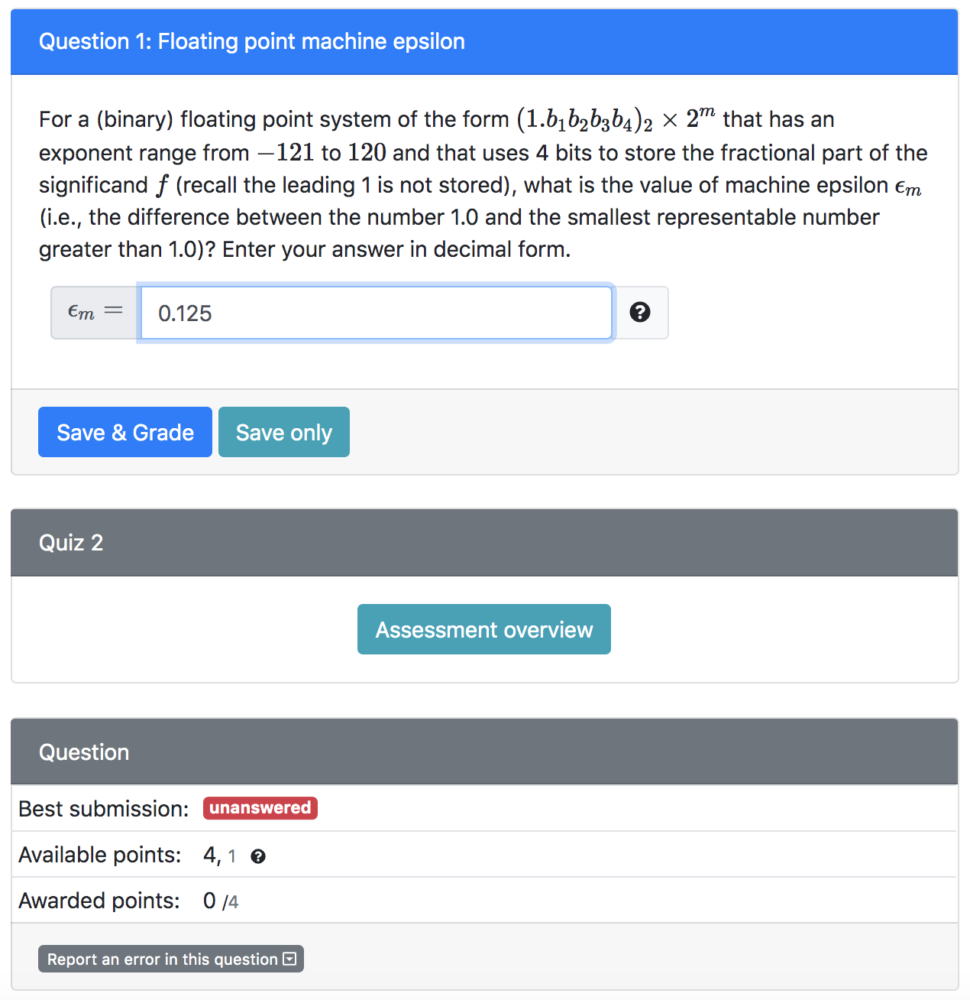 Question 1: Floating point machine epsilon
For a (binary) floating point system of the form (1.b₁b₂b₃b₄)₂ × 2ᵐ that has an
exponent range from −121 to 120 and that uses 4 bits to store the fractional part of the
significand f (recall the leading 1 is not stored), what is the value of machine epsilon ϵₘ
(i.e., the difference between the number 1.0 and the smallest representable number
greater than 1.0)? Enter your answer in decimal form.
ϵₘ = 0.125
Save & Grade Save only
Quiz 2
Assessment overview
Question
Best submission: unanswered
Available points: 4, 1
Awarded points: 0 /4
Report an error in this question